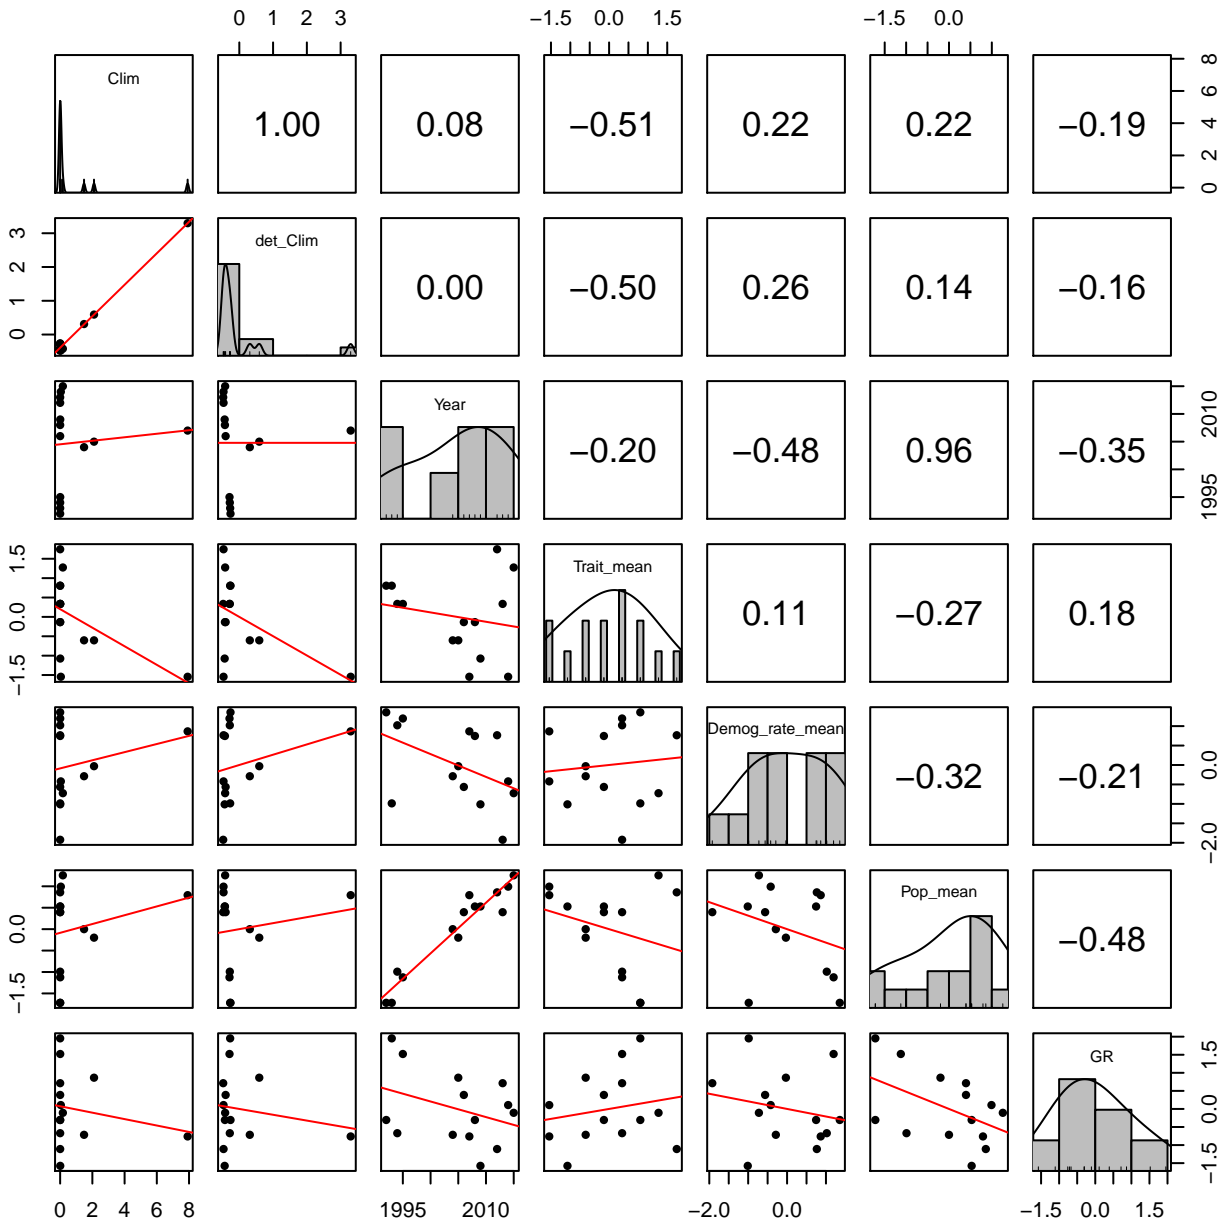 0 1 3 −1.5 0.0 1.5 −1.5 0.0
Clim 1.00 0.08 −0.51 0.22 0.22 −0.19 0 2 4 6 8
0 1 2 3 det_Clim 0.00 −0.50 0.26 0.14 −0.16
Year −0.20 −0.48 0.96 −0.35 1995 2010
−1.5 0.0 1.5 Trait_mean 0.11 −0.27 0.18
Demog_rate_mean −0.32 −0.21 −2.0 0.0
−1.5 0.0 Pop_mean −0.48
GR −1.5 0.0 1.5
0 2 4 6 8 1995 2010 −2.0 0.0 −1.5 0.0 1.5